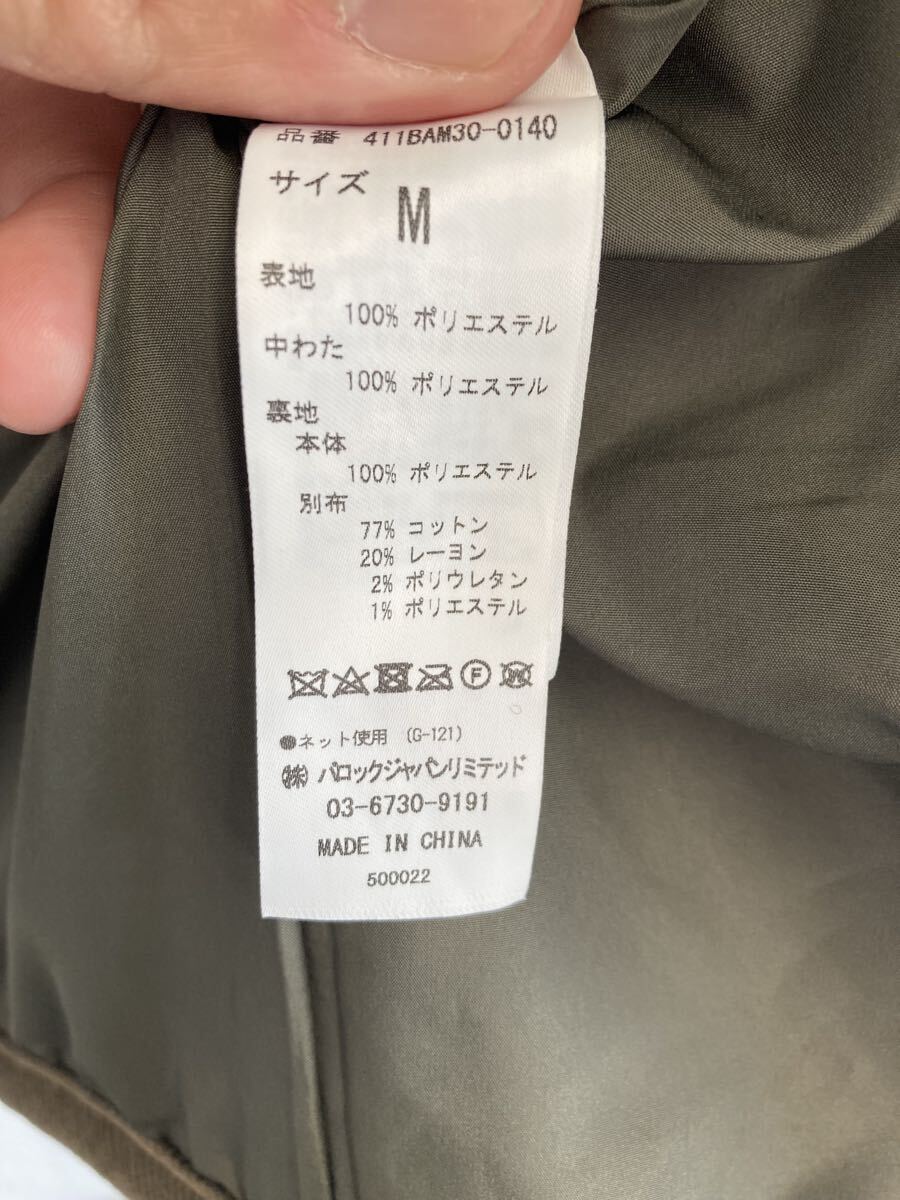 品番 411BAM30-0140
サイズ
M
表地
100% ポリエステル
中わた
100% ポリエステル
裏地
本体
100% ポリエステル
別布
77% コットン
20% レーヨン
2% ポリウレタン
1% ポリエステル
F W
●ネット使用 (G-121)
㈱ バロックジャパンリミテッド
03-6730-9191
MADE IN CHINA
500022